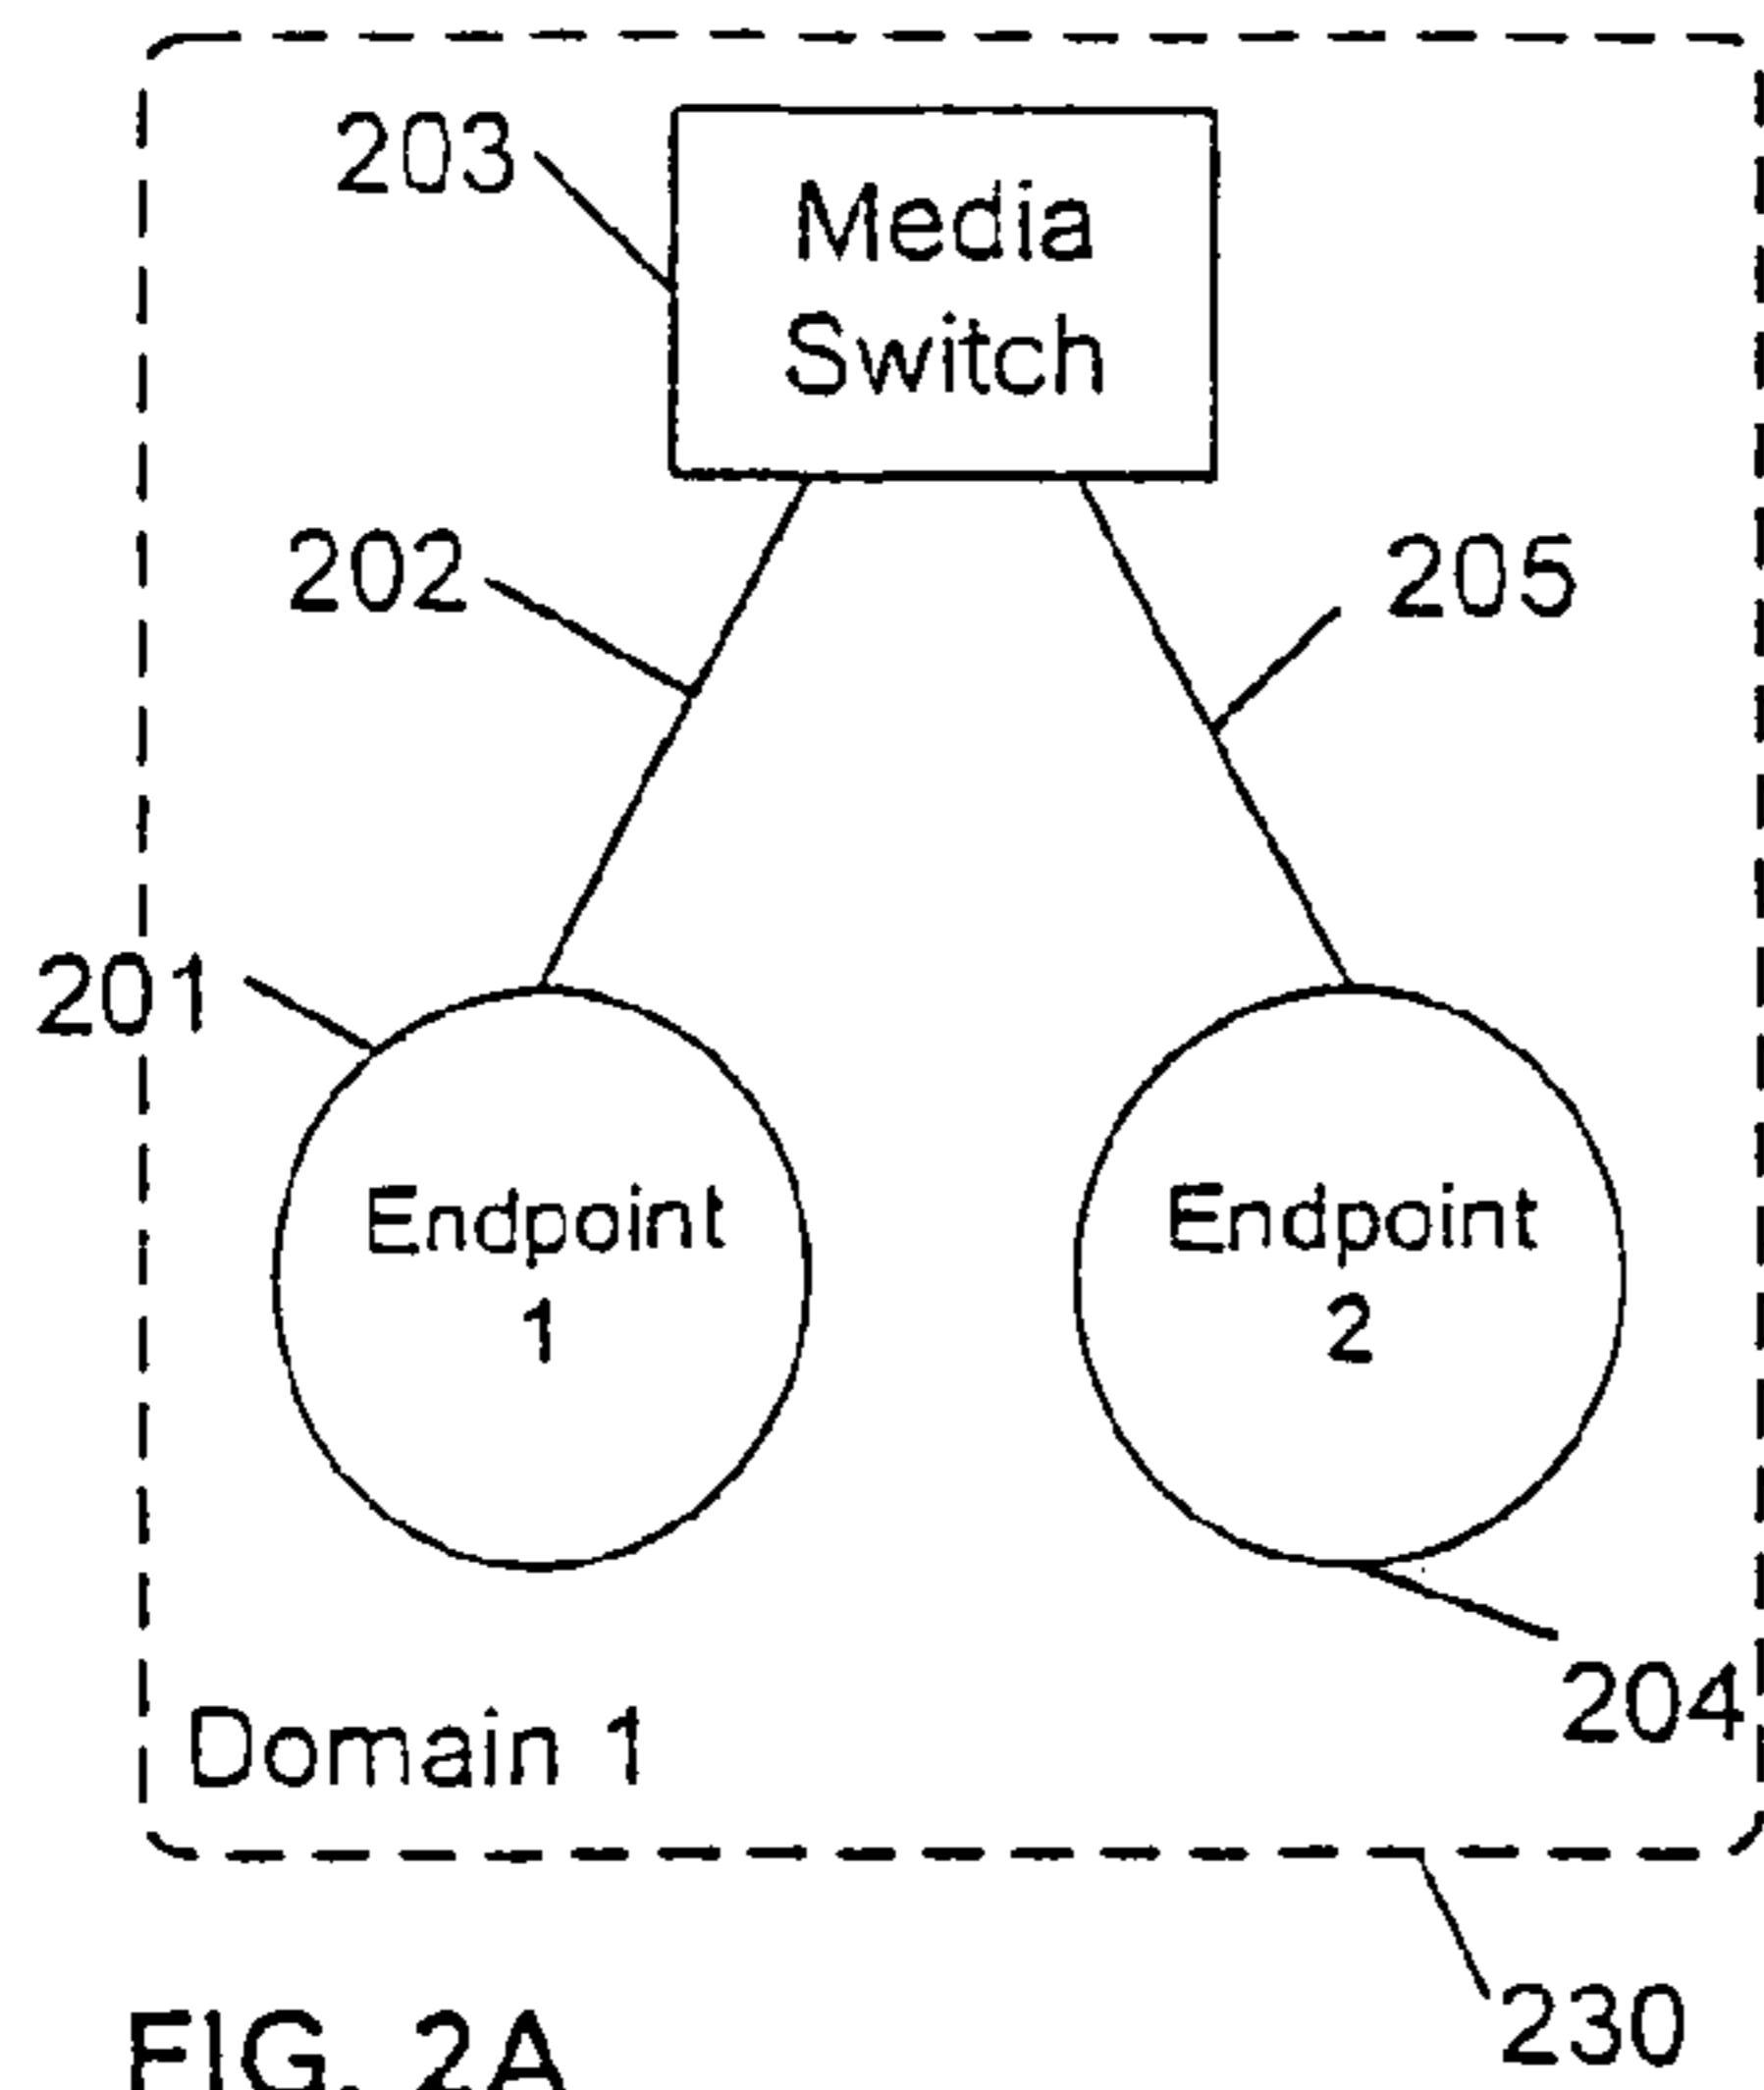 203
Media
Switch
202
205
201
Endpoint
1
Endpoint
2
204
Domain 1
230
FIG. 2A